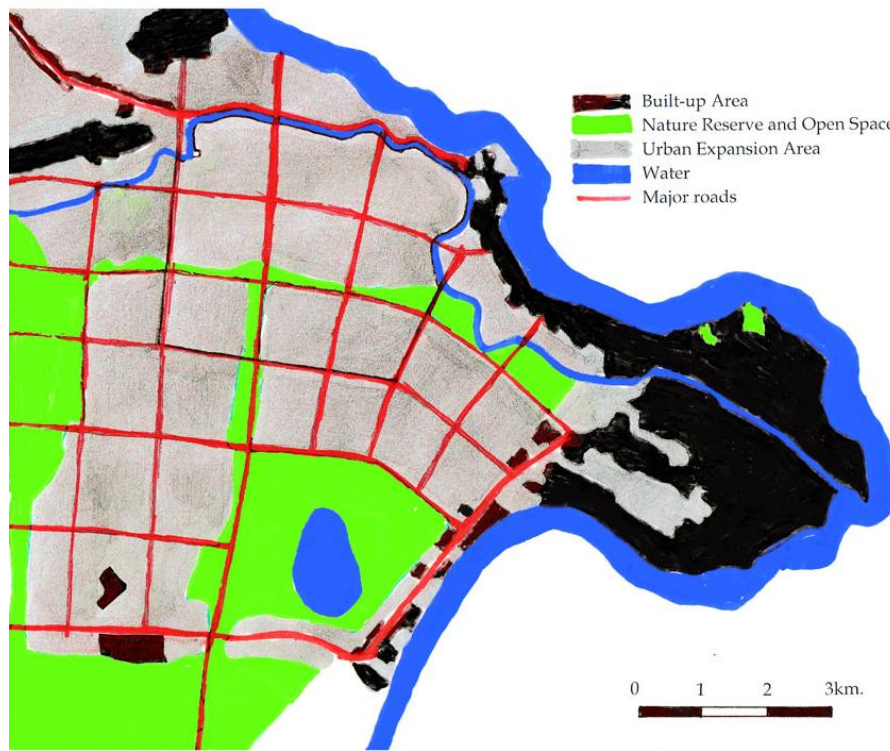 Built-up Area
Nature Reserve and Open Space
Urban Expansion Area
Water
Major roads
0 1 2 3km.